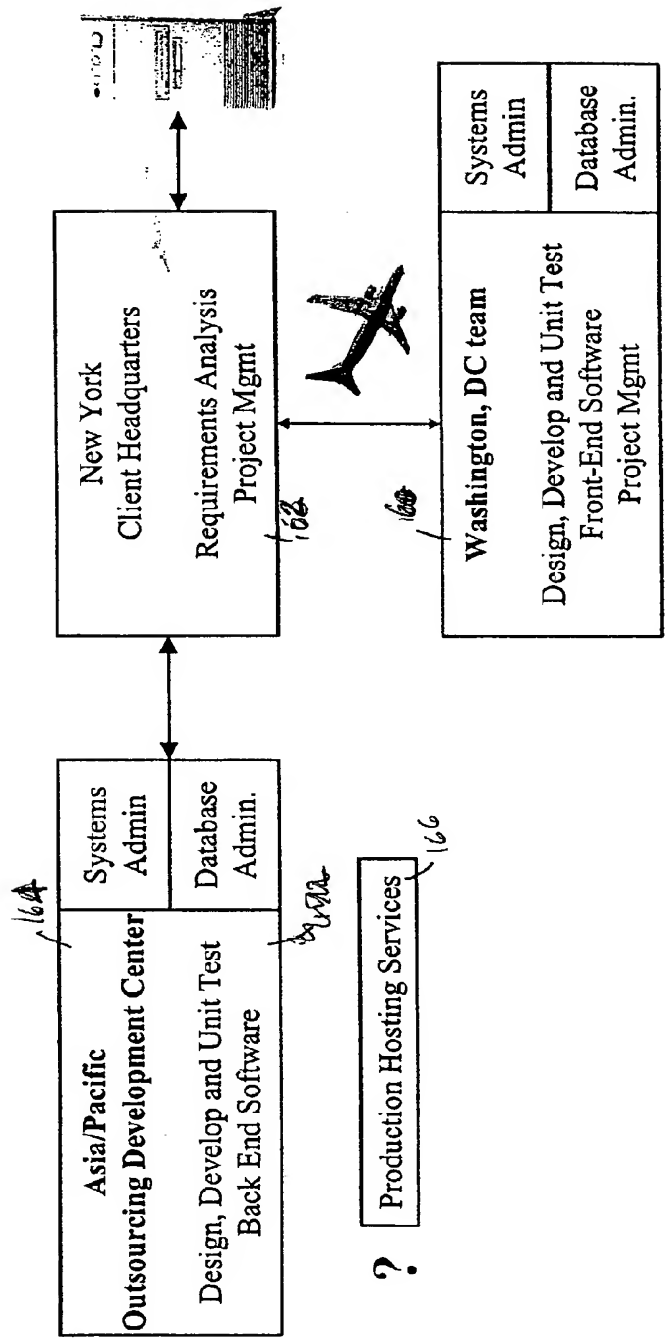 New York
Client Headquarters
Requirements Analysis
Project Mgmt
Asia/Pacific
Outsourcing Development Center
Design, Develop and Unit Test
Back End Software
Systems
Admin
Database
Admin.
Washington, DC team
Design, Develop and Unit Test
Front-End Software
Project Mgmt
Systems
Admin
Database
Admin.
?
Production Hosting Services
166